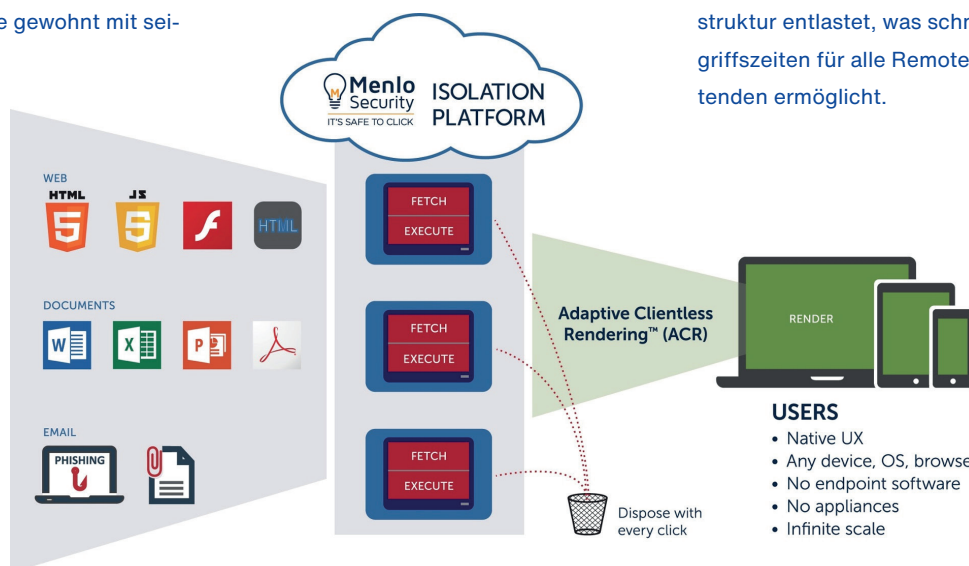 e gewohnt mit sei-
struktur entlastet, was
griffszeiten für alle Remote
tenden ermöglicht.
Menlo
Security
IT'S SAFE TO CLICK
ISOLATION
PLATFORM
WEB
HTML
5
JS
5
HTML
DOCUMENTS
W
X
P
EMAIL
PHISHING
FETCH
EXECUTE
FETCH
EXECUTE
FETCH
EXECUTE
Adaptive Clientless
Rendering™ (ACR)
Dispose with
every click
RENDER
USERS
• Native UX
• Any device, OS,
• No endpoint software
• No appliances
• Infinite scale